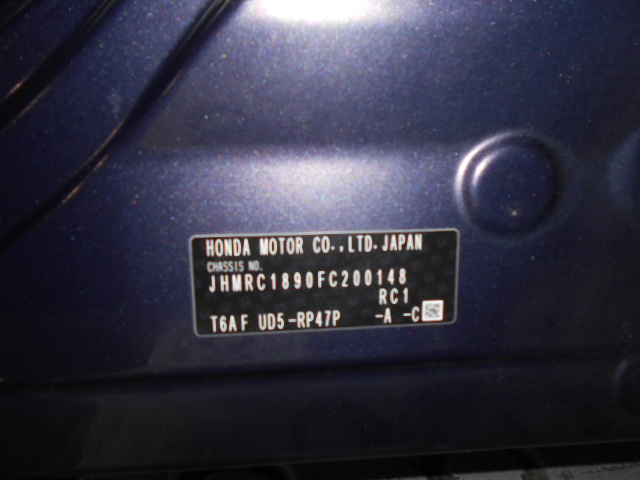 HONDA MOTOR CO.,LTD.JAPAN
CHASSIS NO.
JHMRC1890FC200148
RC1
T6AF UD5-RP47P -A -C